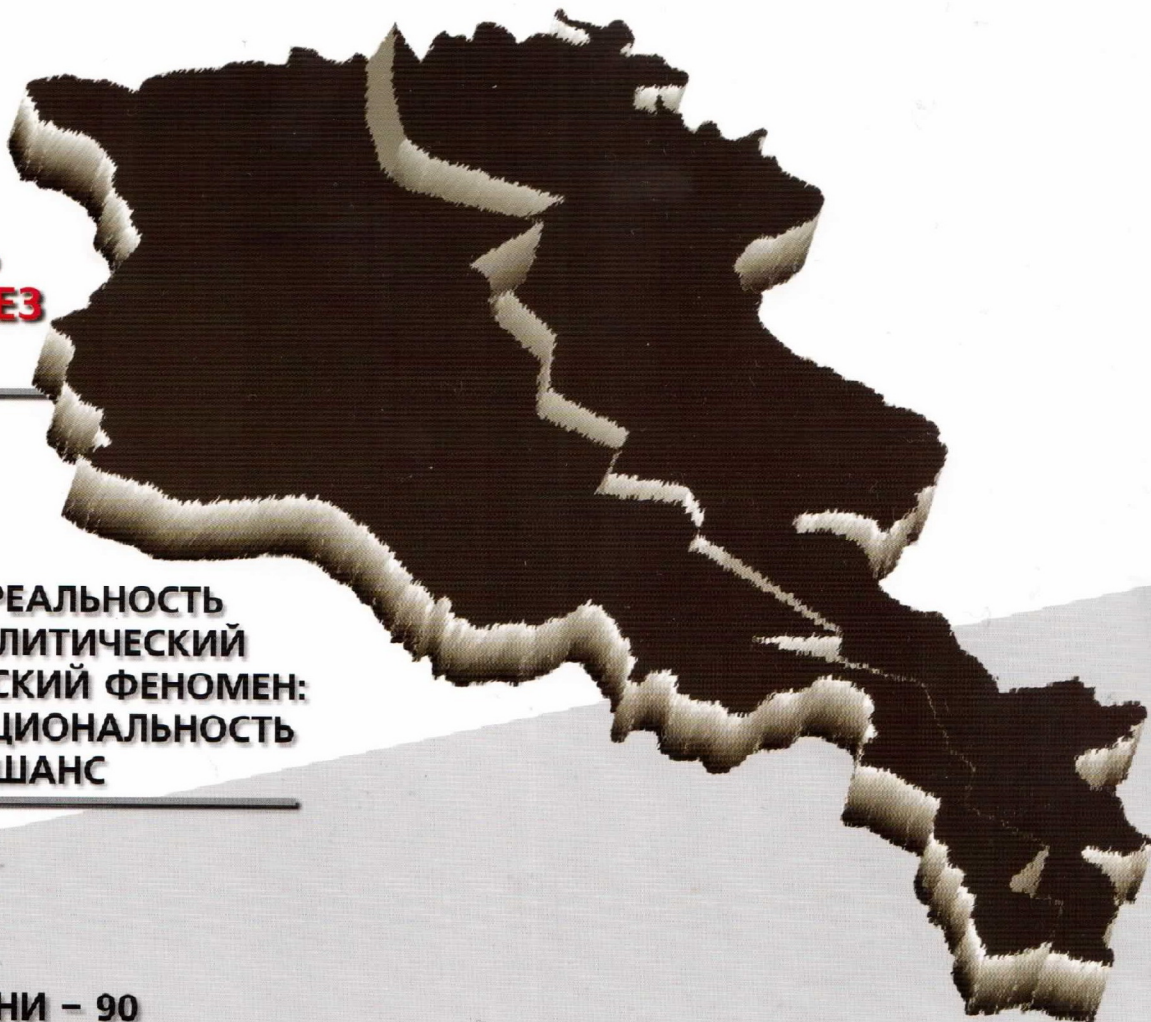 ЕЗ
РЕАЛЬНОСТЬ
ЛИТИЧЕСКИЙ
СКИЙ ФЕНОМЕН:
ЦИОНАЛЬНОСТЬ
ШАНС
НИ – 90